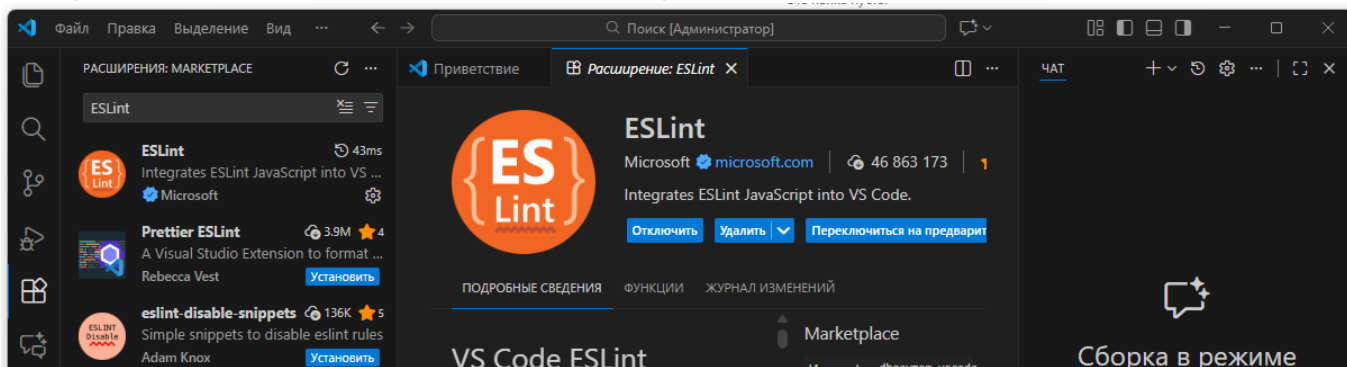 Файл Правка Выделение Вид ··· Поиск [Администратор]
РАСШИРЕНИЯ: MARKETPLACE
ESLint
ESLint 43ms
Integrates ESLint JavaScript into VS ...
Microsoft
Prettier ESLint 3.9M 4
A Visual Studio Extension to format ...
Rebecca Vest Установить
ESLINT Disable
eslint-disable-snippets 136K 5
Simple snippets to disable eslint rules
Adam Knox Установить
Приветствие Расширение: ESLint
{ES Lint}
ESLint
Microsoft microsoft.com 46 863 173
Integrates ESLint JavaScript into VS Code.
Отключить Удалить Переключиться на предварит
ПОДРОБНЫЕ СВЕДЕНИЯ ФУНКЦИИ ЖУРНАЛ ИЗМЕНЕНИЙ
VS Code ESLint
Marketplace
ЧАТ
Сборка в режиме